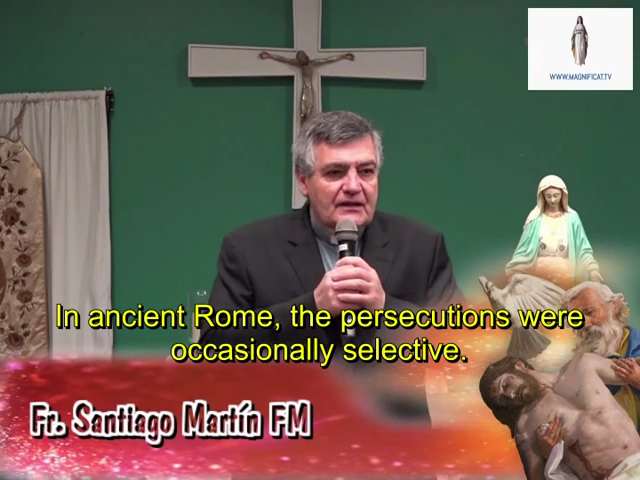 WWW.MAGNIFICAT.TV
In ancient Rome, the persecutions were
occasionally selective.
Fr. Santiago Martín FM